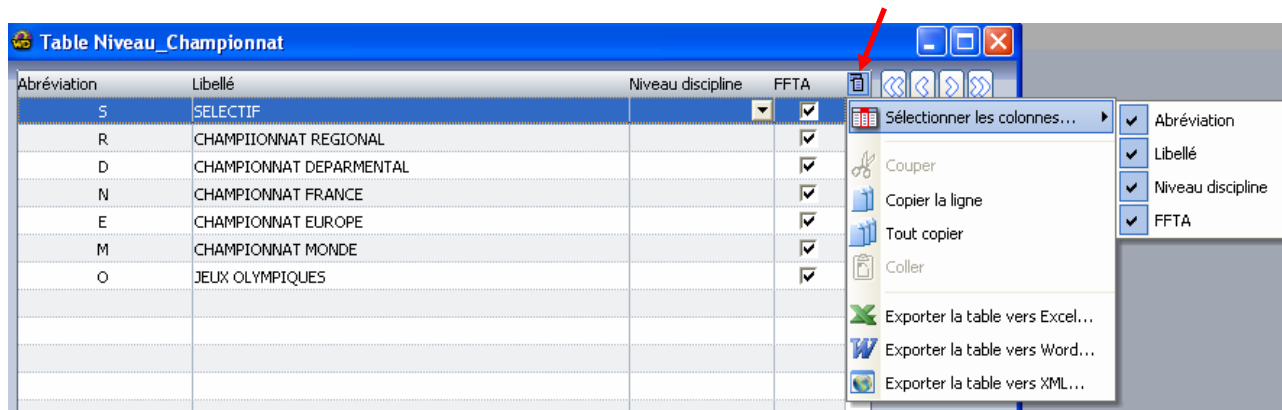 Table Niveau_Championnat
Abréviation Libellé Niveau discipline FFTA
S SELECTIF
R CHAMPIIONNAT REGIONAL
D CHAMPIONNAT DEPARMENTAL
N CHAMPIONNAT FRANCE
E CHAMPIONNAT EUROPE
M CHAMPIONNAT MONDE
O JEUX OLYMPIQUES
Sélectionner les colonnes...
Couper
Copier la ligne
Tout copier
Coller
Exporter la table vers Excel...
Exporter la table vers Word...
Exporter la table vers XML...
Abréviation
Libellé
Niveau discipline
FFTA